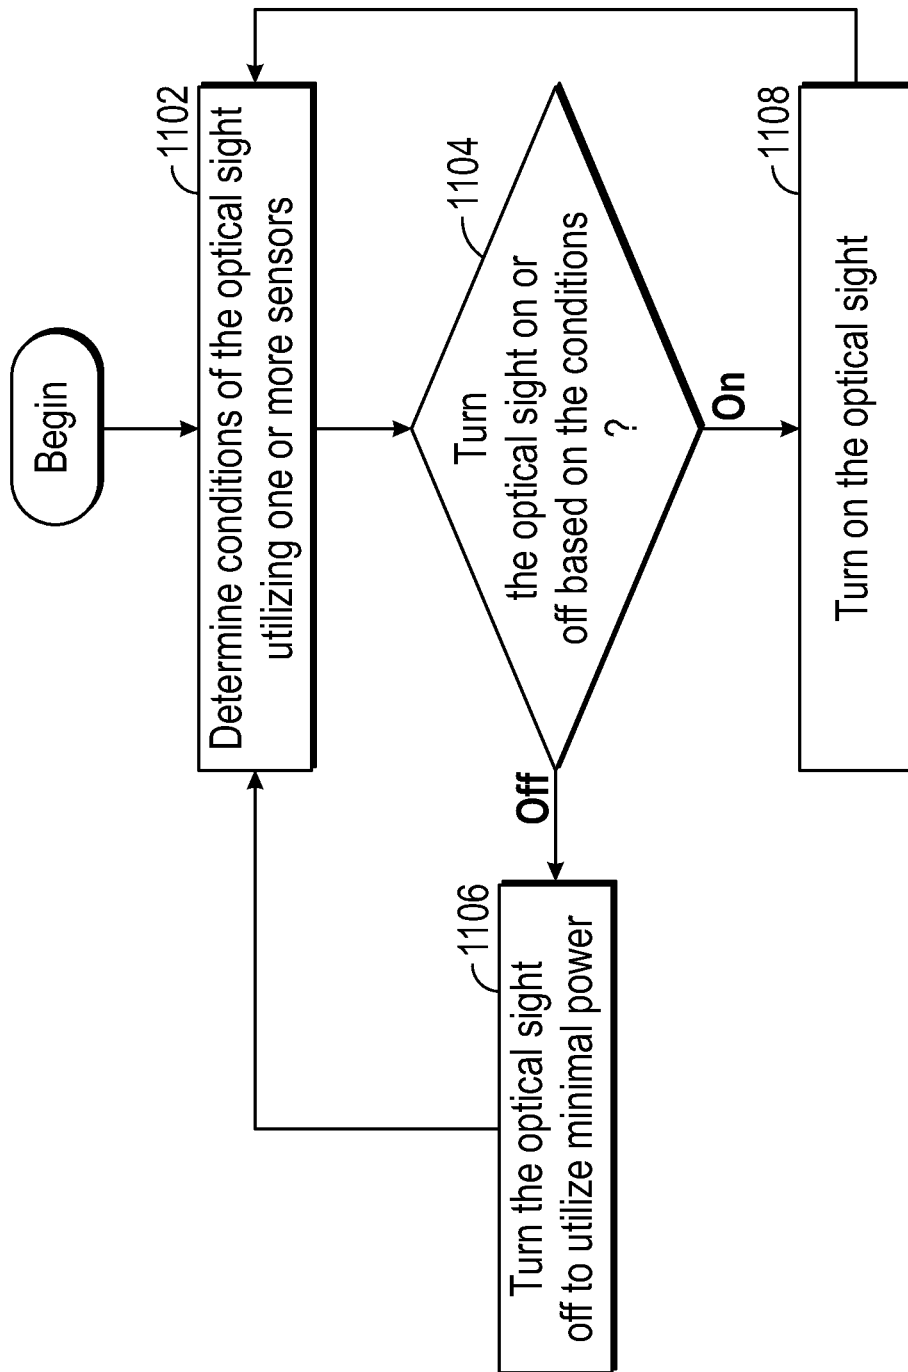 Begin
1102
Determine conditions of the optical sight
utilizing one or more sensors
1104
Turn
the optical sight on or
off based on the conditions
?
Off
On
1106
Turn the optical sight
off to utilize minimal power
1108
Turn on the optical sight